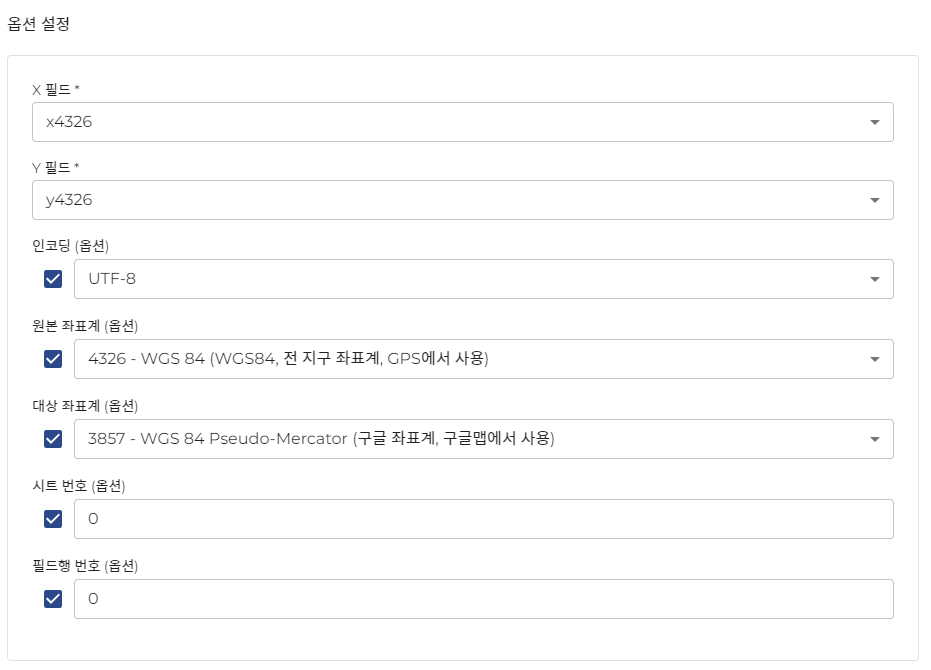 옵션 설정
X 필드 *
x4326
Y 필드 *
y4326
인코딩 (옵션)
UTF-8
원본 좌표계 (옵션)
4326 - WGS 84 (WGS84, 전 지구 좌표계, GPS에서 사용)
대상 좌표계 (옵션)
3857 - WGS 84 Pseudo-Mercator (구글 좌표계, 구글맵에서 사용)
시트 번호 (옵션)
0
필드행 번호 (옵션)
0